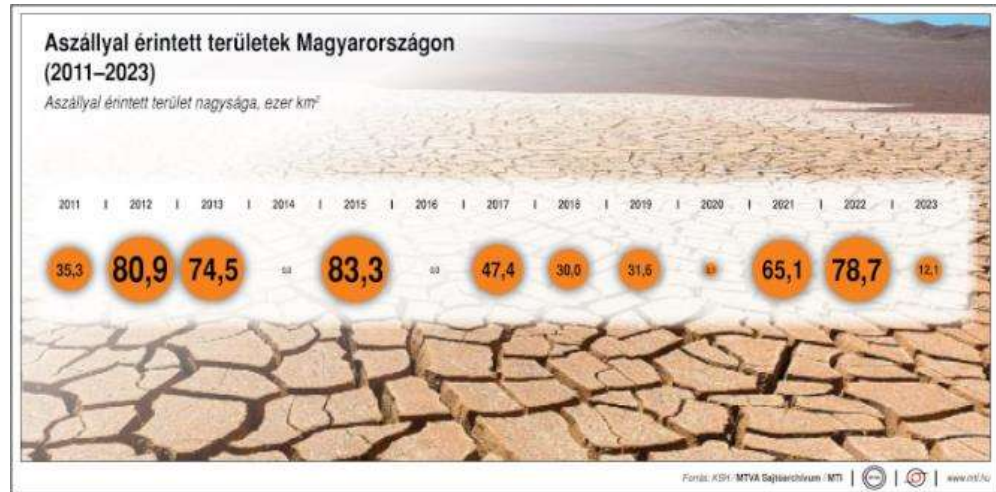 Aszállyal érintett területek Magyarországon
(2011–2023)
Aszállyal érintett terület nagysága, ezer km²
2011 | 2012 | 2013 | 2014 | 2015 | 2016 | 2017 | 2018 | 2019 | 2020 | 2021 | 2022 | 2023
35,3 80,9 74,5 0,0 83,3 0,0 47,4 30,0 31,6 65,1 78,7 12,1
Forrás: KSH / MTVA Sajtóarchívum / MTI | | | www.mti.hu